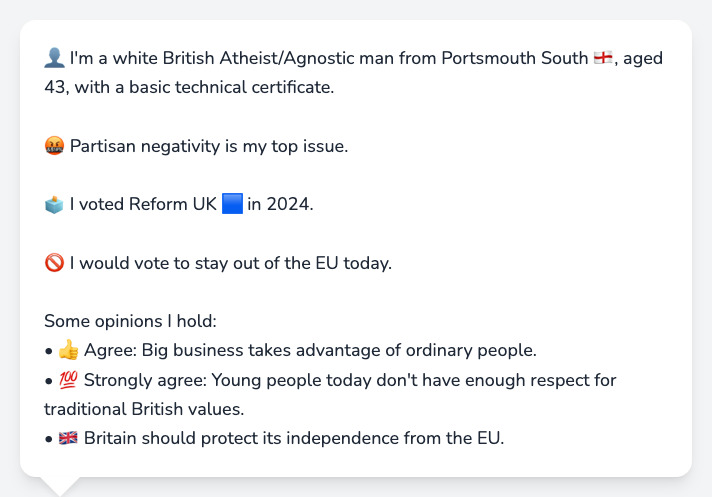 👤 I'm a white British Atheist/Agnostic man from Portsmouth South 🏴󠁧󠁢󠁥󠁮󠁧󠁿, aged
43, with a basic technical certificate.
🤬 Partisan negativity is my top issue.
🗳️ I voted Reform UK 🟦 in 2024.
🚫 I would vote to stay out of the EU today.
Some opinions I hold:
• 👍 Agree: Big business takes advantage of ordinary people.
• 💯 Strongly agree: Young people today don't have enough respect for
traditional British values.
• 🇬🇧 Britain should protect its independence from the EU.